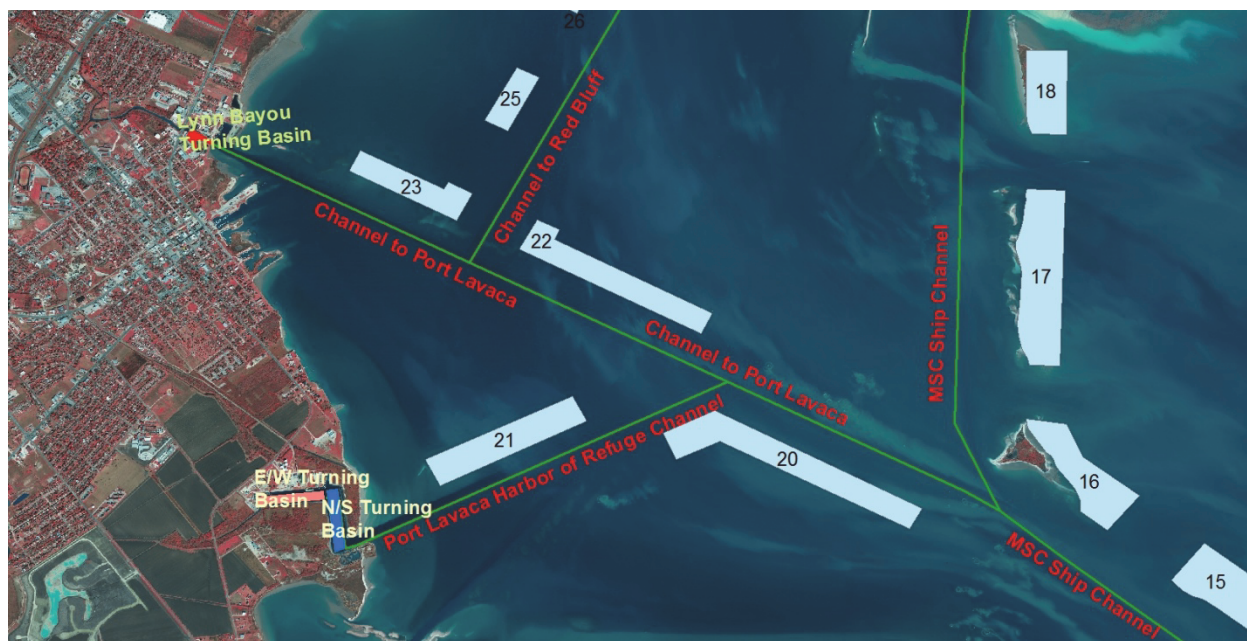 26
18
25
Lynn Bayou
Turning Basin
Channel to Red Bluff
23
22
Channel to Port Lavaca
MSC Ship Channel
17
Channel to Port Lavaca
21
20
Port Lavaca Harbor of Refuge Channel
16
E/W Turning
Basin
N/S Turning
Basin
MSC Ship Channel
15